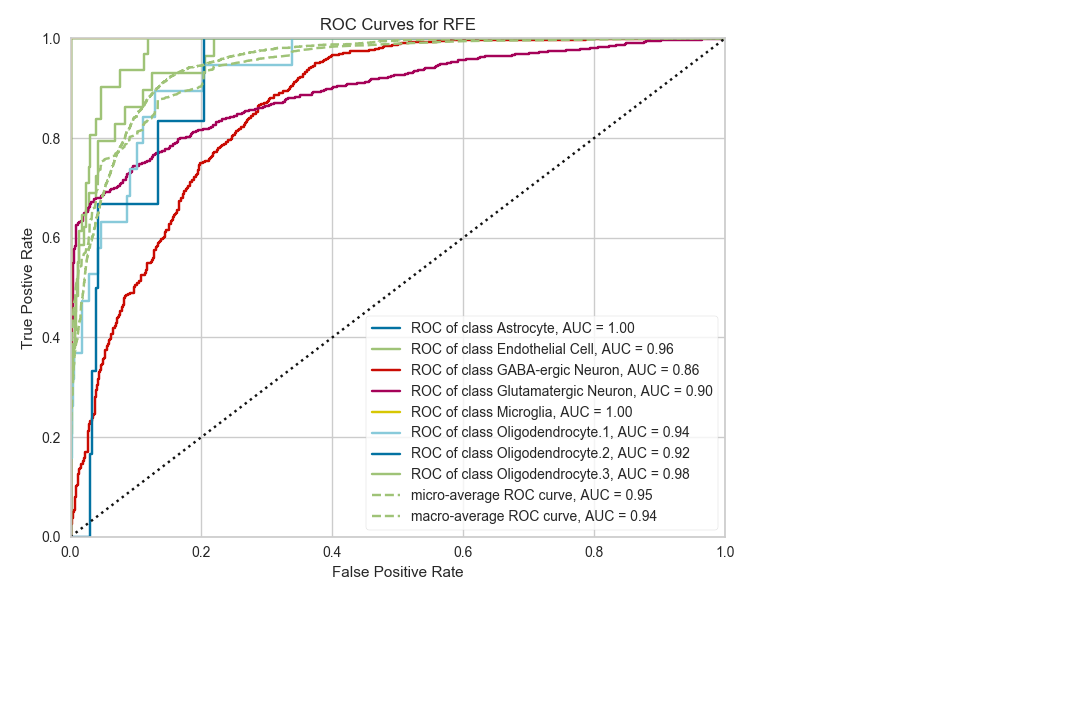 ROC Curves for RFE
True Postive Rate
1.0
0.8
0.6
0.4
0.2
0.0
ROC of class Astrocyte, AUC = 1.00
ROC of class Endothelial Cell, AUC = 0.96
ROC of class GABA-ergic Neuron, AUC = 0.86
ROC of class Glutamatergic Neuron, AUC = 0.90
ROC of class Microglia, AUC = 1.00
ROC of class Oligodendrocyte.1, AUC = 0.94
ROC of class Oligodendrocyte.2, AUC = 0.92
ROC of class Oligodendrocyte.3, AUC = 0.98
micro-average ROC curve, AUC = 0.95
macro-average ROC curve, AUC = 0.94
0.0 0.2 0.4 0.6 0.8 1.0
False Positive Rate